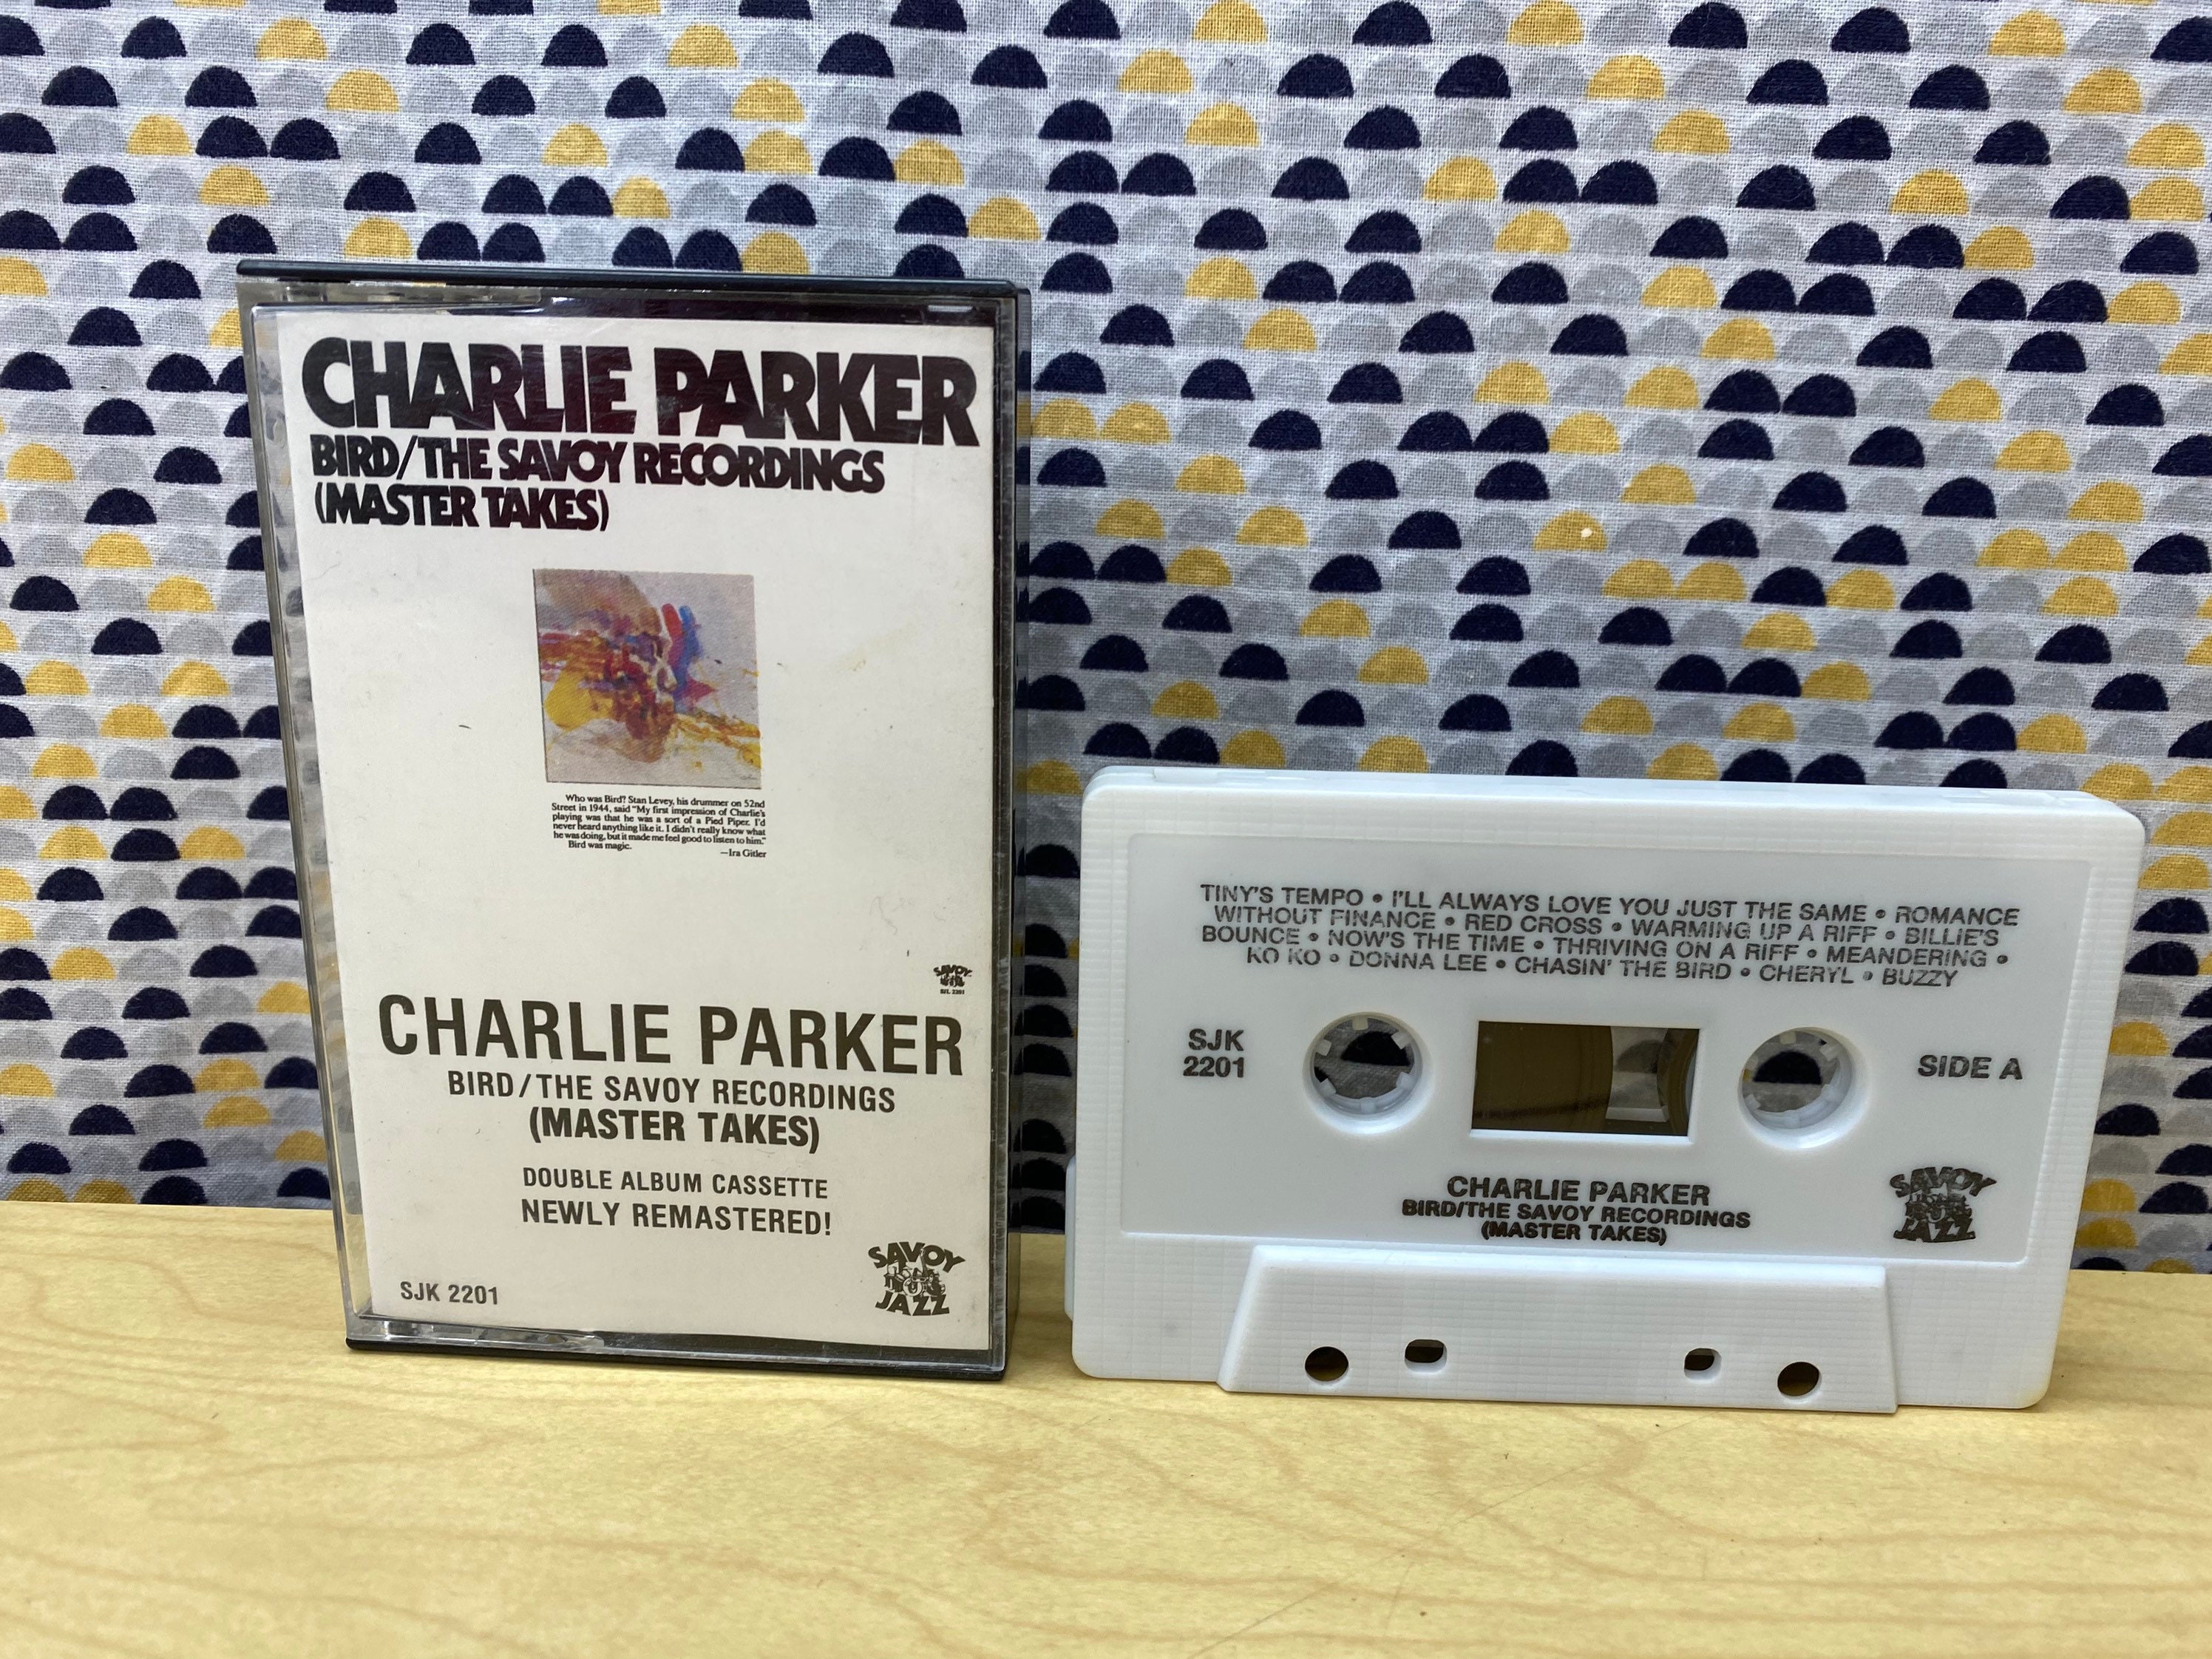 CHARLIE PARKER
BIRD/THE SAVOY RECORDINGS
(MASTER TAKES)
Who was Bird? Stan Levey, his drummer on 52nd
Street in 1944, said "My first impression of Charlie's
playing was that he was a sort of a Pied Piper. I'd
never heard anything like it. I didn't really know what
he was doing, but it made me feel good to listen to him."
Bird was magic.
—Ira Gitler
SAVOY
SJL 2201
CHARLIE PARKER
BIRD/THE SAVOY RECORDINGS
(MASTER TAKES)
DOUBLE ALBUM CASSETTE
NEWLY REMASTERED!
SJK 2201
SAVOY
JAZZ
TINY'S TEMPO • I'LL ALWAYS LOVE YOU JUST THE SAME • ROMANCE
WITHOUT FINANCE • RED CROSS • WARMING UP A RIFF • BILLIE'S
BOUNCE • NOW'S THE TIME • THRIVING ON A RIFF • MEANDERING •
KO KO • DONNA LEE • CHASIN' THE BIRD • CHERYL • BUZZY
SJK
2201
SIDE A
CHARLIE PARKER
BIRD/THE SAVOY RECORDINGS
(MASTER TAKES)
SAVOY
JAZZ